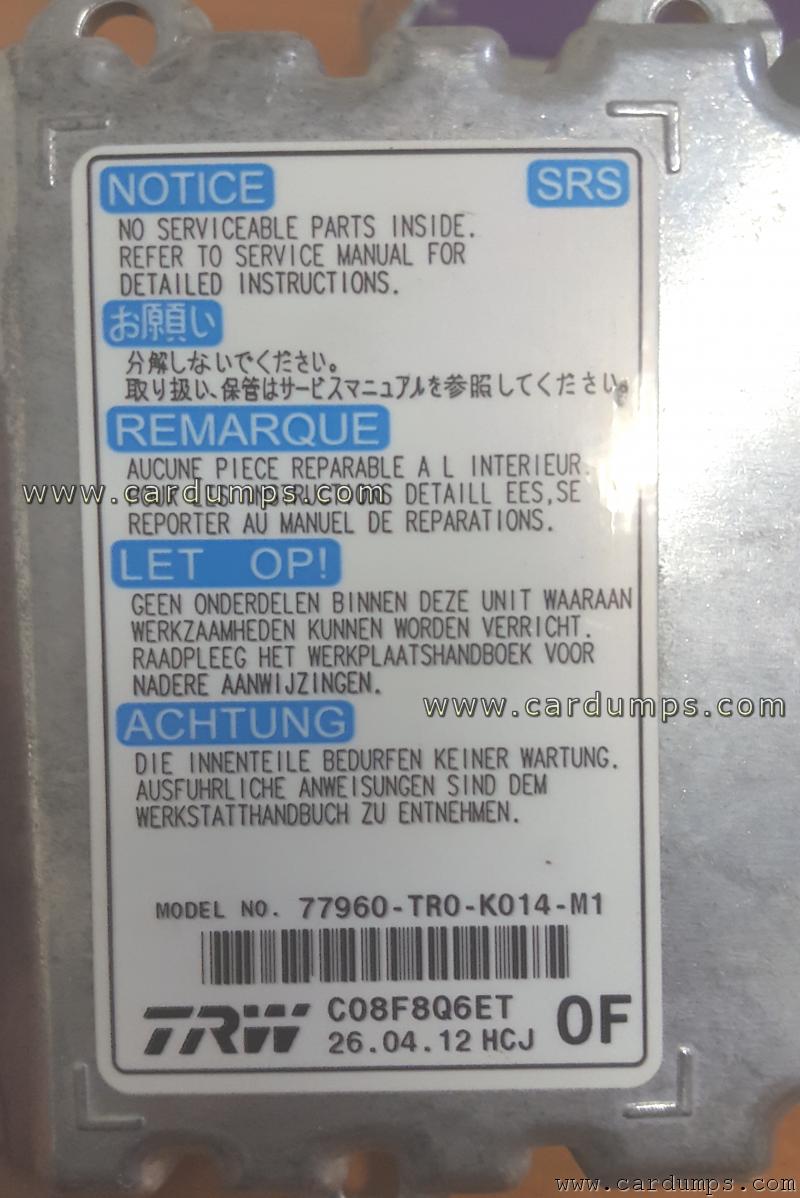 NOTICE SRS
NO SERVICEABLE PARTS INSIDE.
REFER TO SERVICE MANUAL FOR
DETAILED INSTRUCTIONS.
お願い
分解しないでください。
取り扱い、保管はサービスマニュアルを参照してください。
REMARQUE
AUCUNE PIECE REPARABLE A L INTERIEUR.
www.cardumps.com
DETAILL EES,SE
REPORTER AU MANUEL DE REPARATIONS.
LET OP!
GEEN ONDERDELEN BINNEN DEZE UNIT WAARAAN
WERKZAAMHEDEN KUNNEN WORDEN VERRICHT.
RAADPLEEG HET WERKPLAATSHANDBOEK VOOR
NADERE AANWIJZINGEN.
www.cardumps.com
ACHTUNG
DIE INNENTEILE BEDURFEN KEINER WARTUNG.
AUSFUHRLICHE ANWEISUNGEN SIND DEM
WERKSTATTHANDBUCH ZU ENTNEHMEN.
MODEL NO. 77960-TR0-K014-M1
TRW C08F8Q6ET 0F
26.04.12 HCJ
www.cardumps.com